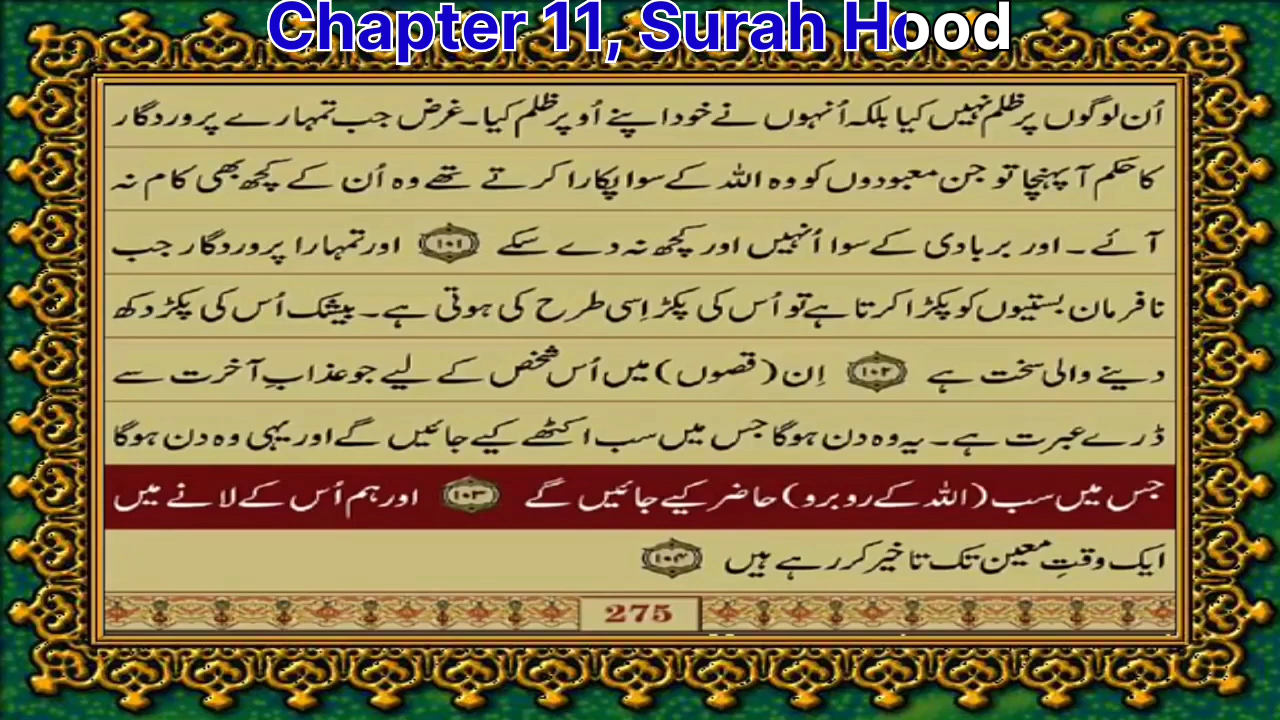 Chapter 11, Surah Hood
اُن لوگوں پر ظلم نہیں کیا بلکہ اُنہوں نے خود اپنے اُوپر ظلم کیا۔ غرض جب تمہارے پروردگار
کا حکم آ پہنچا تو جن معبودوں کو وہ اللہ کے سوا پکارا کرتے تھے وہ اُن کے کچھ بھی کام نہ
آئے۔ اور بربادی کے سوا اُنہیں اور کچھ نہ دے سکے ﴿۱۰۱﴾ اور تمہارا پروردگار جب
نافرمان بستیوں کو پکڑا کرتا ہے تو اُس کی پکڑ اِسی طرح کی ہوتی ہے۔ بیشک اُس کی پکڑ دکھ
دینے والی سخت ہے ﴿۱۰۲﴾ اِن (قصوں) میں اُس شخص کے لیے جو عذابِ آخرت سے
ڈرے عبرت ہے۔ یہ وہ دن ہوگا جس میں سب اکٹھے کیے جائیں گے اور یہی وہ دن ہوگا
جس میں سب (اللہ کے روبرو) حاضر کیے جائیں گے ﴿۱۰۳﴾ اور ہم اُس کے لانے میں
ایک وقتِ معین تک تاخیر کر رہے ہیں ﴿۱۰۴﴾
275